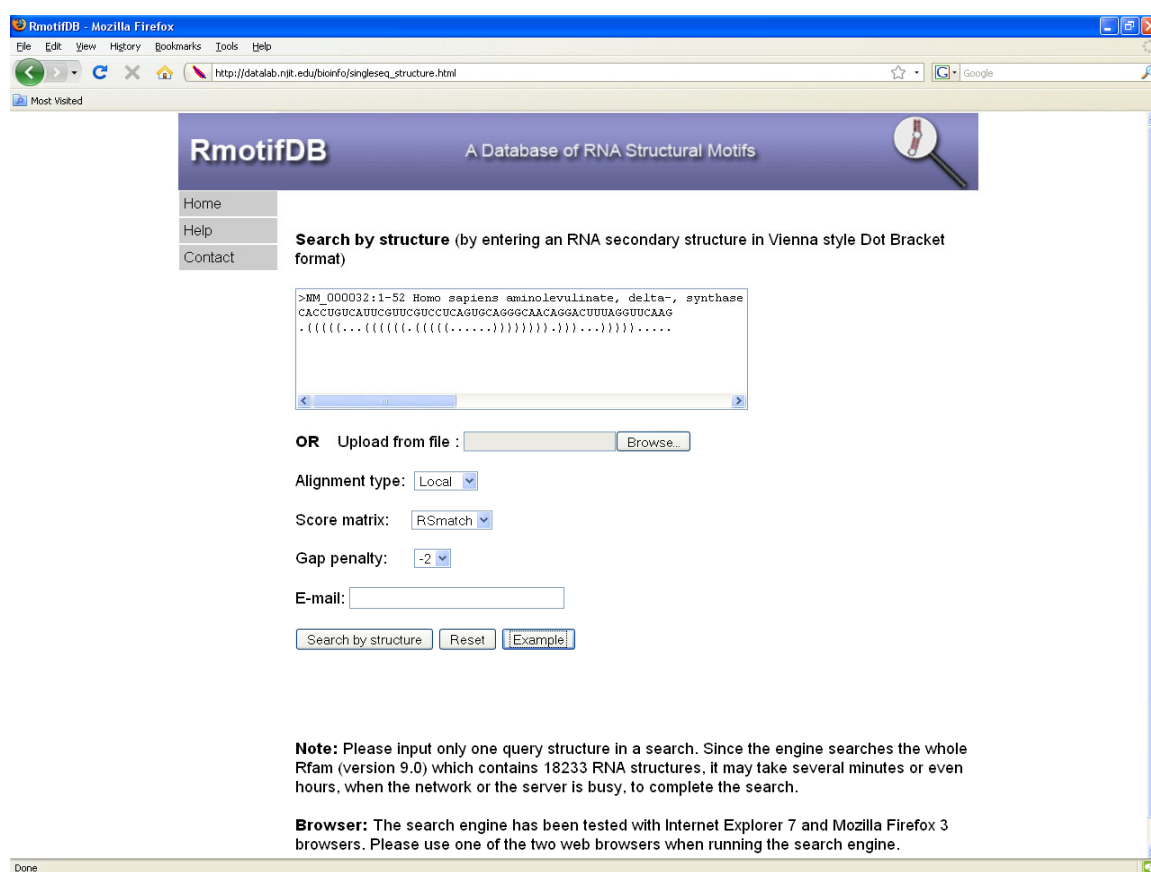 RmotifDB - Mozilla Firefox
File Edit View History Bookmarks Tools Help
http://datalab.njit.edu/bioinfo/singleseq_structure.html
G Google
Most Visited
RmotifDB A Database of RNA Structural Motifs
Home
Help
Contact
Search by structure (by entering an RNA secondary structure in Vienna style Dot Bracket
format)
>NM_000032:1-52 Homo sapiens aminolevulinate, delta-, synthase
CACCUGUCAUUCGUUCGUCCUCAGUGCAGGGCAACAGGACUUUAGGUUCAAG
.(((((...((((((.(((((......)))))))).)))...))))).....
OR Upload from file : Browse...
Alignment type: Local
Score matrix: RSmatch
Gap penalty: -2
E-mail:
Search by structure Reset Example
Note: Please input only one query structure in a search. Since the engine searches the whole
Rfam (version 9.0) which contains 18233 RNA structures, it may take several minutes or even
hours, when the network or the server is busy, to complete the search.
Browser: The search engine has been tested with Internet Explorer 7 and Mozilla Firefox 3
browsers. Please use one of the two web browsers when running the search engine.
Done